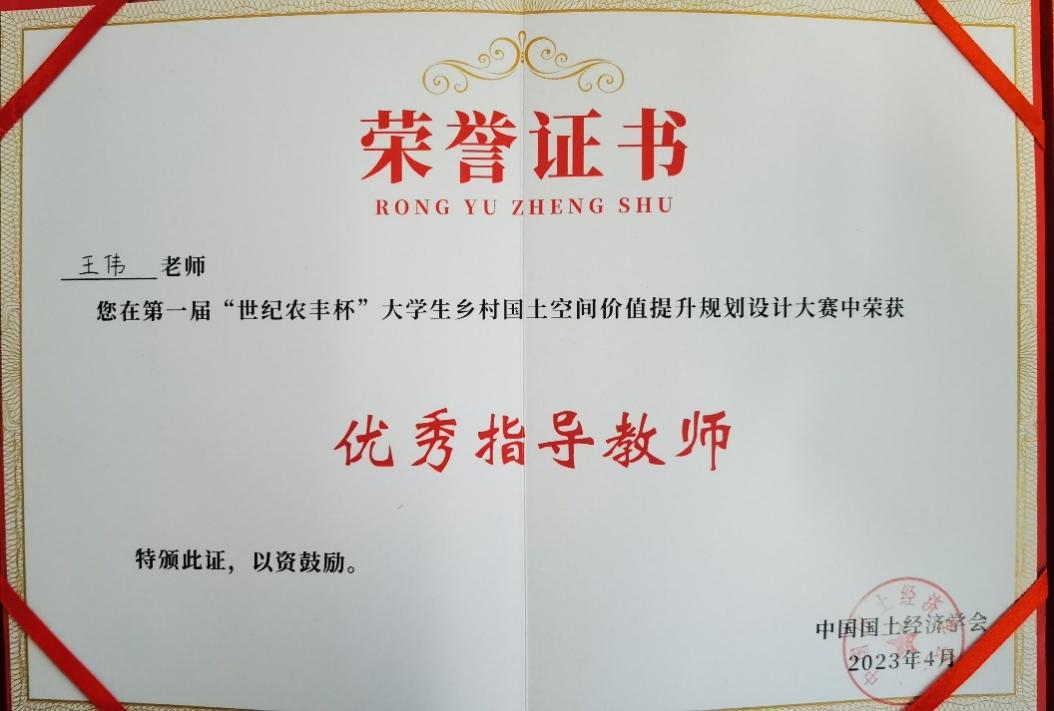 荣誉证书
RONG YU ZHENG SHU
王伟 老师
您在第一届“世纪农丰杯”大学生乡村国土空间价值提升规划设计大赛中荣获
优秀指导教师
特颁此证，以资鼓励。
中国国土经济学会
2023年4月